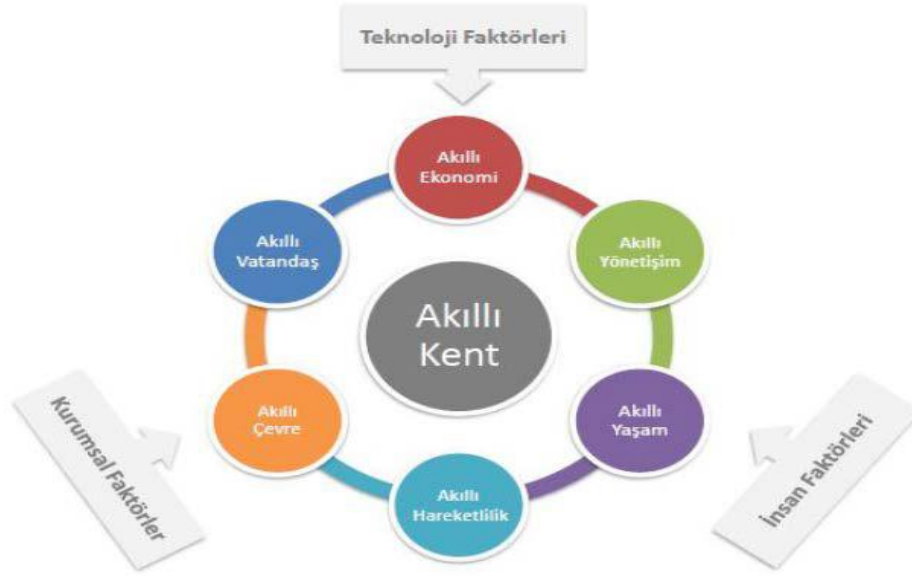 Teknoloji Faktörleri
Akıllı
Ekonomi
Akıllı
Vatandaş
Akıllı
Yönetişim
Akıllı
Kent
Akıllı
Çevre
Akıllı
Yaşam
Akıllı
Hareketlilik
Kurumsal Faktörler
İnsan Faktörleri